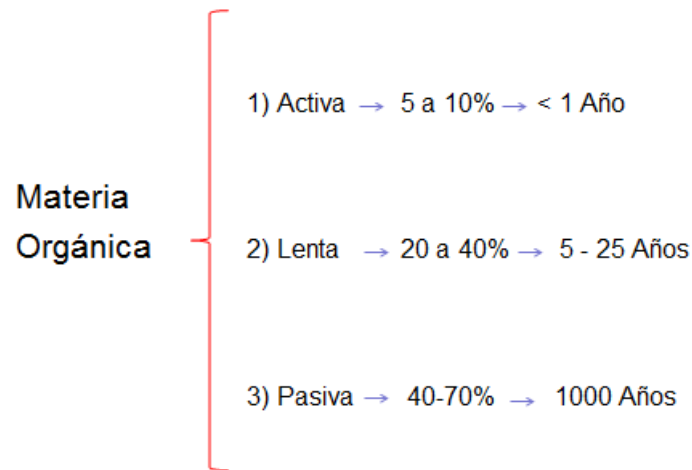 Materia
Orgánica
1) Activa → 5 a 10% → < 1 Año
2) Lenta → 20 a 40% → 5 - 25 Años
3) Pasiva → 40-70% → 1000 Años